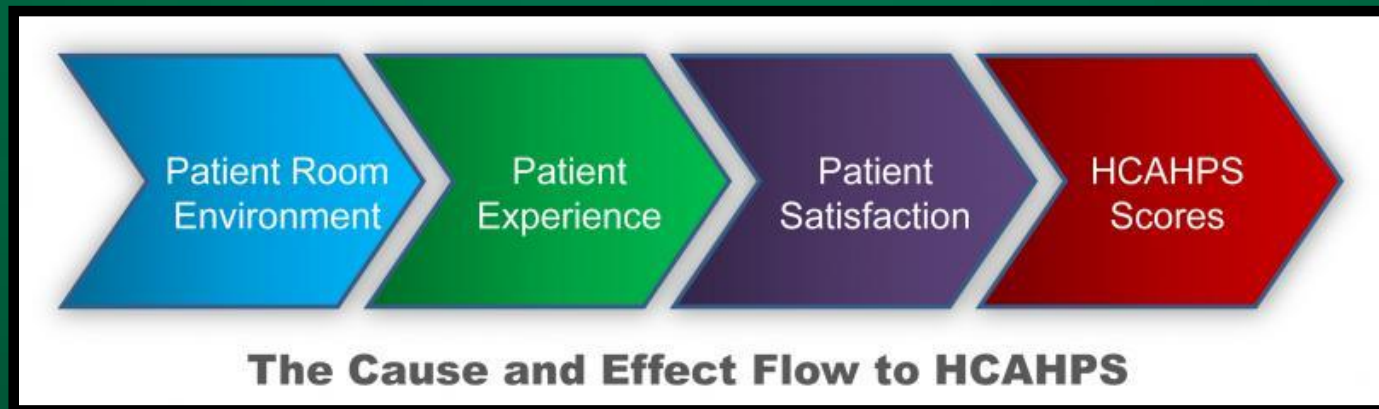 Patient Room
Environment
Patient
Experience
Patient
Satisfaction
HCAHPS
Scores
The Cause and Effect Flow to HCAHPS